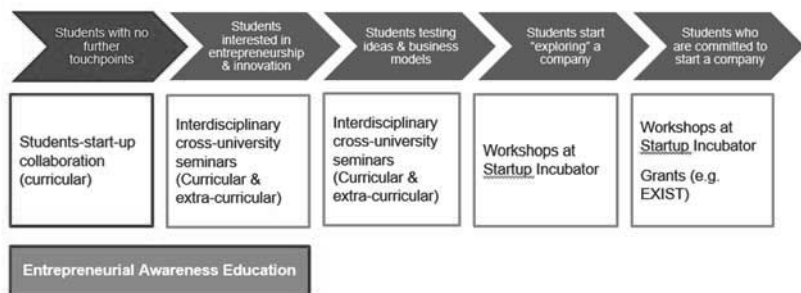 Students with no
further
touchpoints
Students
interested in
entrepreneurship
& innovation
Students testing
ideas & business
models
Students start
"exploring" a
company
Students who
are committed to
start a company
Students-start-up
collaboration
(curricular)
Interdisciplinary
cross-university
seminars
(Curricular &
extra-curricular)
Interdisciplinary
cross-university
seminars
(Curricular &
extra-curricular)
Workshops at
Startup Incubator
Workshops at
Startup Incubator
Grants (e.g.
EXIST)
Entrepreneurial Awareness Education